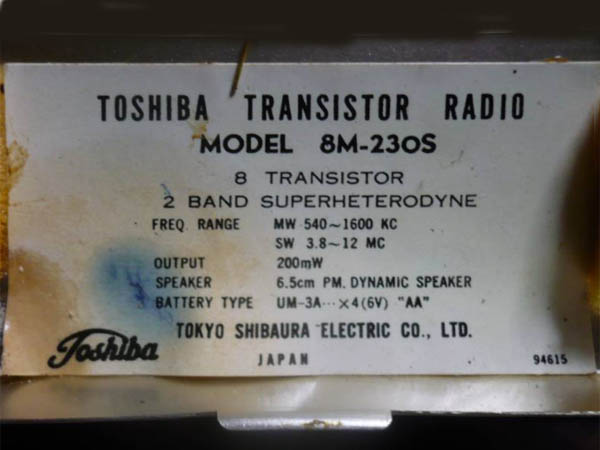 TOSHIBA TRANSISTOR RADIO
MODEL 8M-230S
8 TRANSISTOR
2 BAND SUPERHETERODYNE
FREQ. RANGE MW 540~1600 KC
SW 3.8~12 MC
OUTPUT 200mW
SPEAKER 6.5cm PM. DYNAMIC SPEAKER
BATTERY TYPE UM-3A···×4(6V) "AA"
TOKYO SHIBAURA ELECTRIC CO., LTD.
Toshiba JAPAN 94615